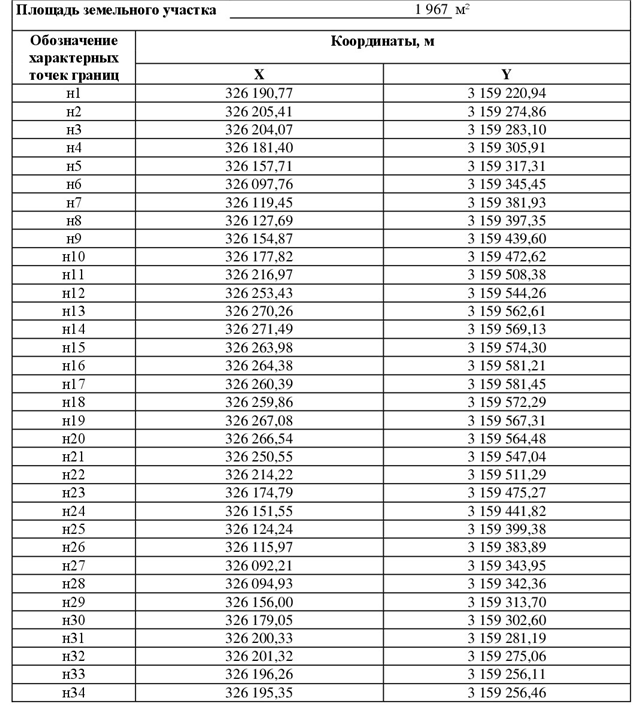 Площадь земельного участка 1 967 м²
Обозначение характерных точек границ Координаты, м
X Y
н1 326 190,77 3 159 220,94
н2 326 205,41 3 159 274,86
н3 326 204,07 3 159 283,10
н4 326 181,40 3 159 305,91
н5 326 157,71 3 159 317,31
н6 326 097,76 3 159 345,45
н7 326 119,45 3 159 381,93
н8 326 127,69 3 159 397,35
н9 326 154,87 3 159 439,60
н10 326 177,82 3 159 472,62
н11 326 216,97 3 159 508,38
н12 326 253,43 3 159 544,26
н13 326 270,26 3 159 562,61
н14 326 271,49 3 159 569,13
н15 326 263,98 3 159 574,30
н16 326 264,38 3 159 581,21
н17 326 260,39 3 159 581,45
н18 326 259,86 3 159 572,29
н19 326 267,08 3 159 567,31
н20 326 266,54 3 159 564,48
н21 326 250,55 3 159 547,04
н22 326 214,22 3 159 511,29
н23 326 174,79 3 159 475,27
н24 326 151,55 3 159 441,82
н25 326 124,24 3 159 399,38
н26 326 115,97 3 159 383,89
н27 326 092,21 3 159 343,95
н28 326 094,93 3 159 342,36
н29 326 156,00 3 159 313,70
н30 326 179,05 3 159 302,60
н31 326 200,33 3 159 281,19
н32 326 201,32 3 159 275,06
н33 326 196,26 3 159 256,11
н34 326 195,35 3 159 256,46